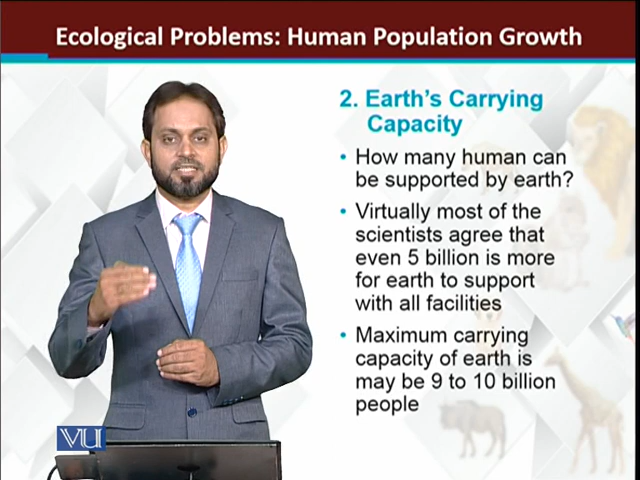 Ecological Problems: Human Population Growth
2. Earth's Carrying
Capacity
• How many human can
be supported by earth?
• Virtually most of the
scientists agree that
even 5 billion is more
for earth to support
with all facilities
• Maximum carrying
capacity of earth is
may be 9 to 10 billion
people
VU